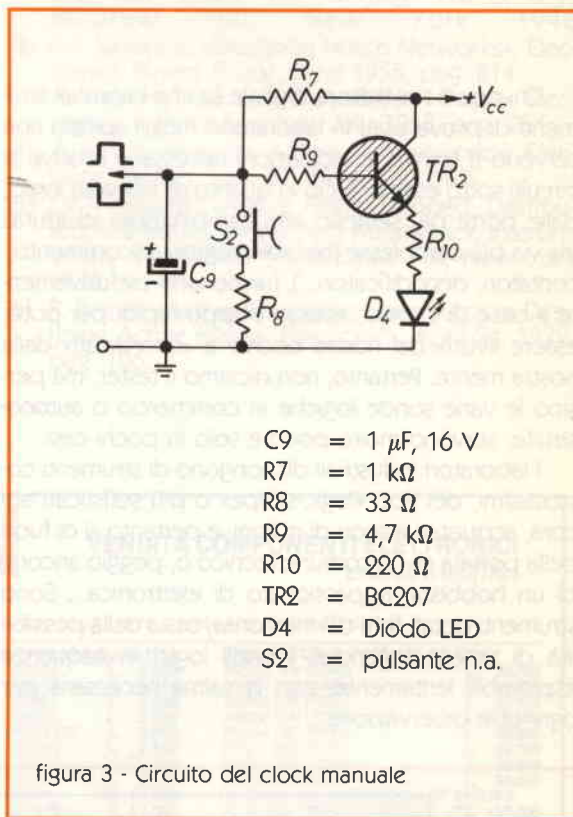 R7
+Vcc
R9
TR2
S2
R10
+
C9
R8
D4
C9 = 1 µF, 16 V
R7 = 1 kΩ
R8 = 33 Ω
R9 = 4,7 kΩ
R10 = 220 Ω
TR2 = BC207
D4 = Diodo LED
S2 = pulsante n.a.
figura 3 - Circuito del clock manuale